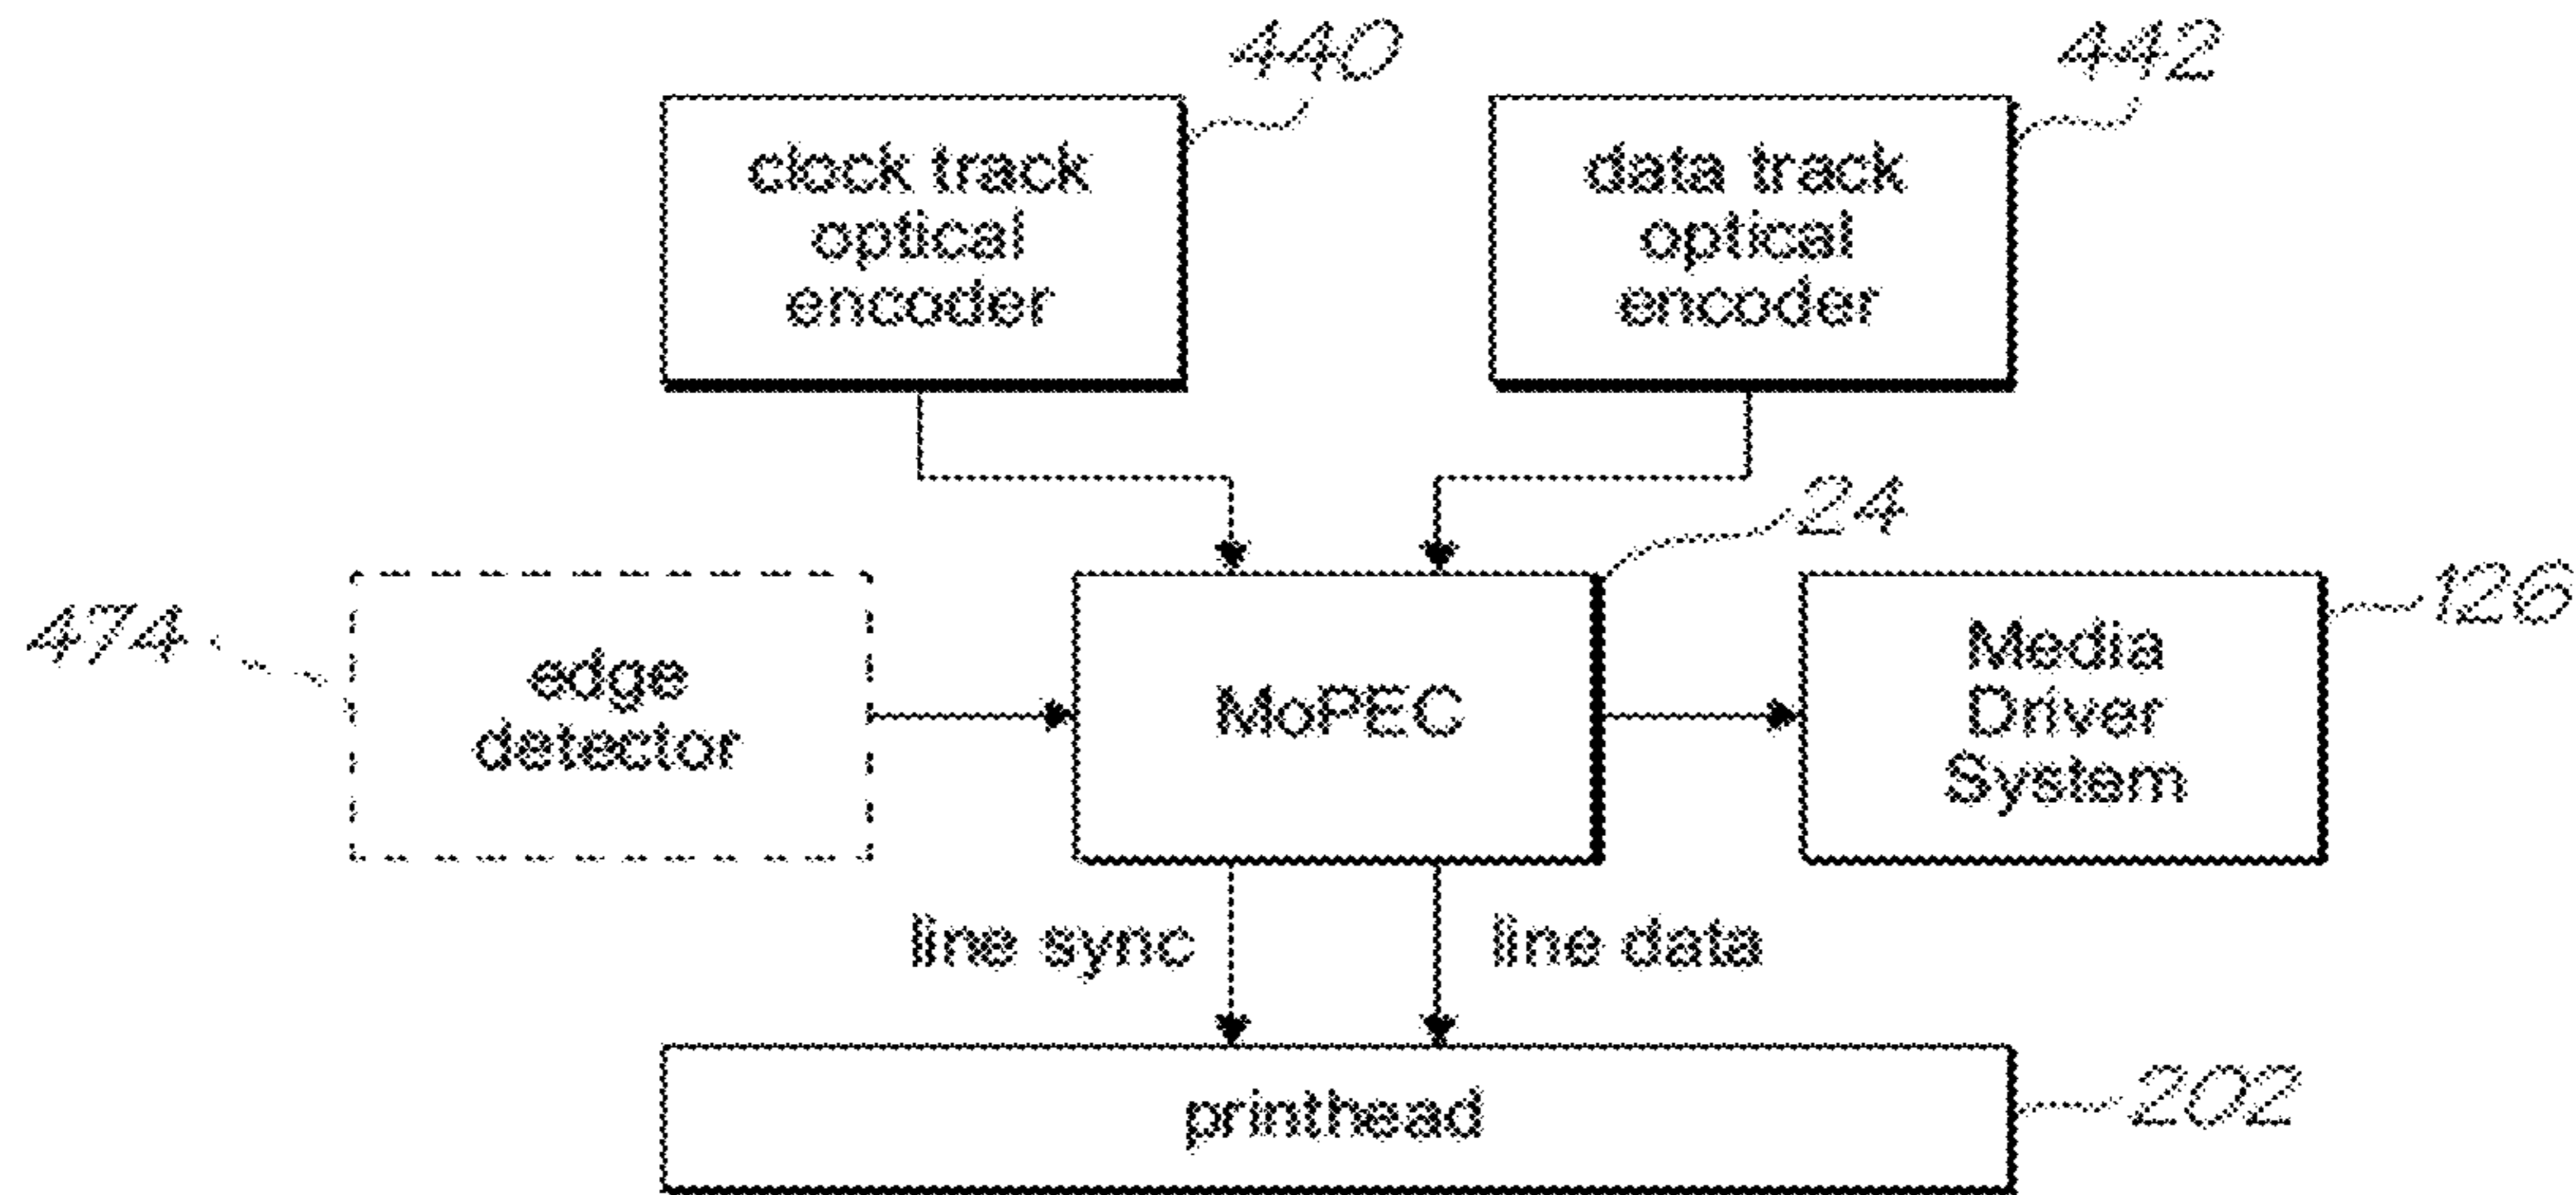 440
442
clock track
optical
encoder
data track
optical
encoder
24
126
474
edge
detector
MoPEC
Media
Driver
System
line sync
line data
printhead
202